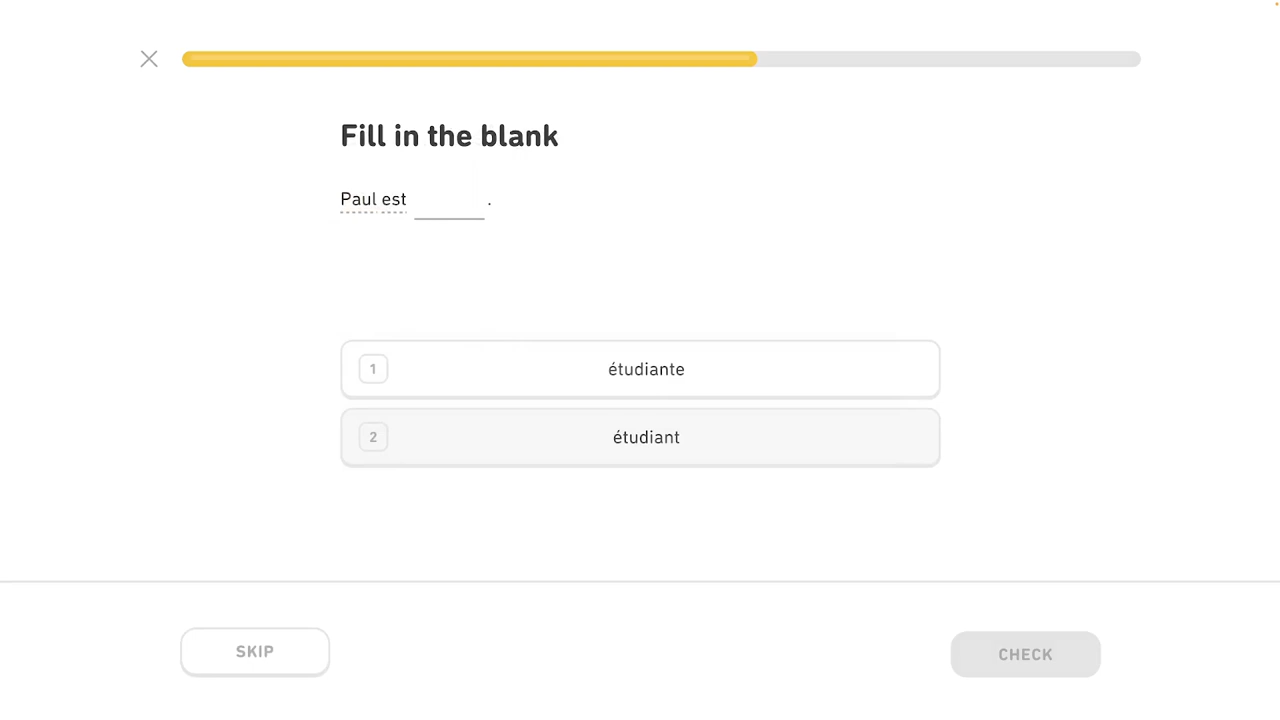 Fill in the blank
Paul est ______ .
1 étudiante
2 étudiant
SKIP
CHECK